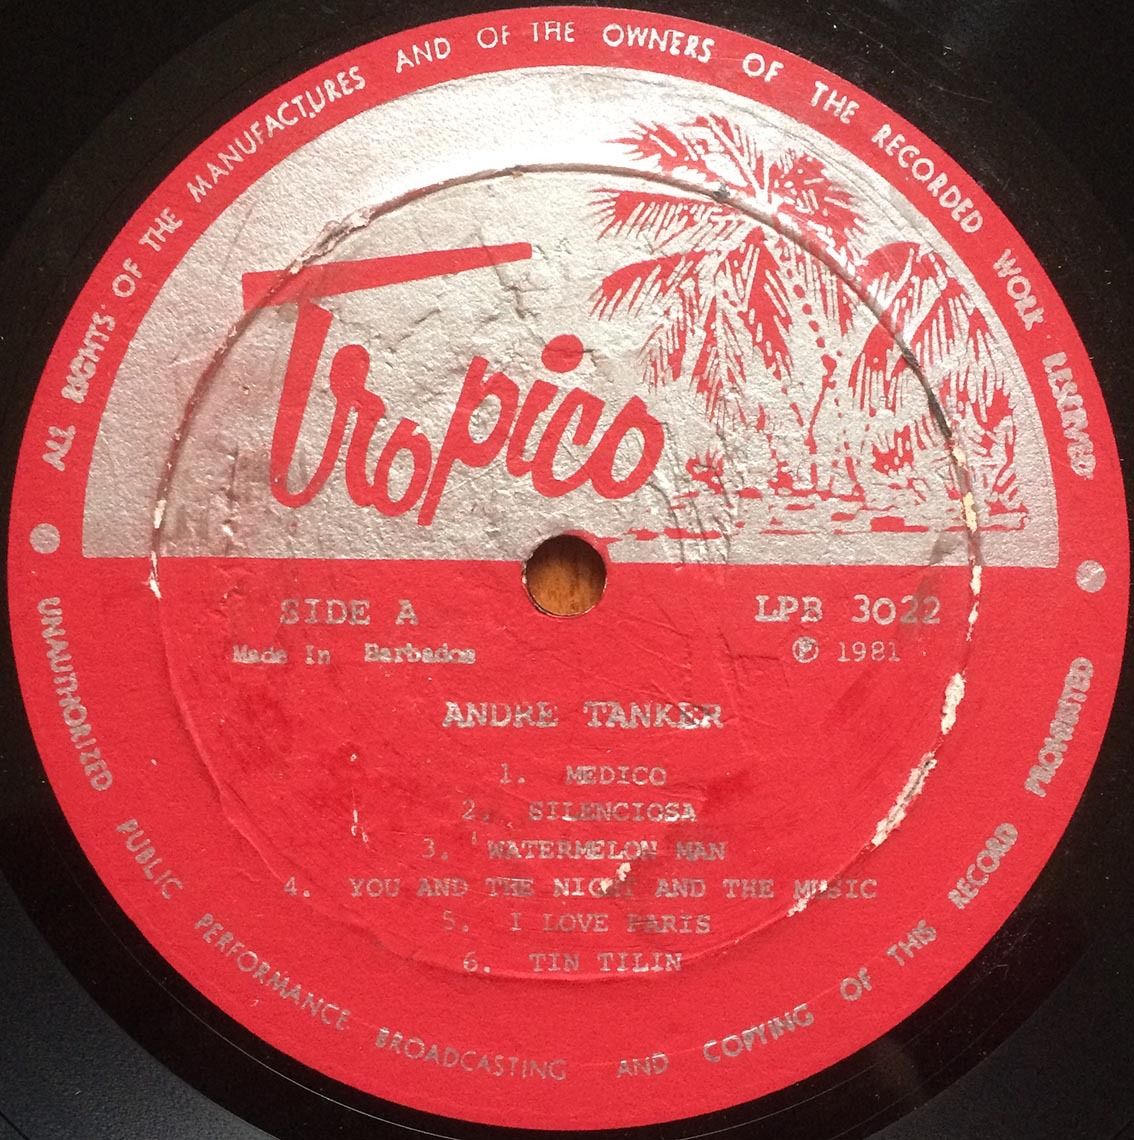 ALL RIGHTS OF THE MANUFACTURES AND OF THE OWNERS OF THE RECORDED WORK RESERVED
Tropico
SIDE A
LPB 3022
Made In Barbados
Ⓟ 1981
ANDRE TANKER
1. MEDICO
2. SILENCIOSA
3. WATERMELON MAN
4. YOU AND THE NIGHT AND THE MUSIC
5. I LOVE PARIS
6. TIN TILIN
UNAUTHORIZED PUBLIC PERFORMANCE BROADCASTING AND COPYING OF THIS RECORD PROHIBITED